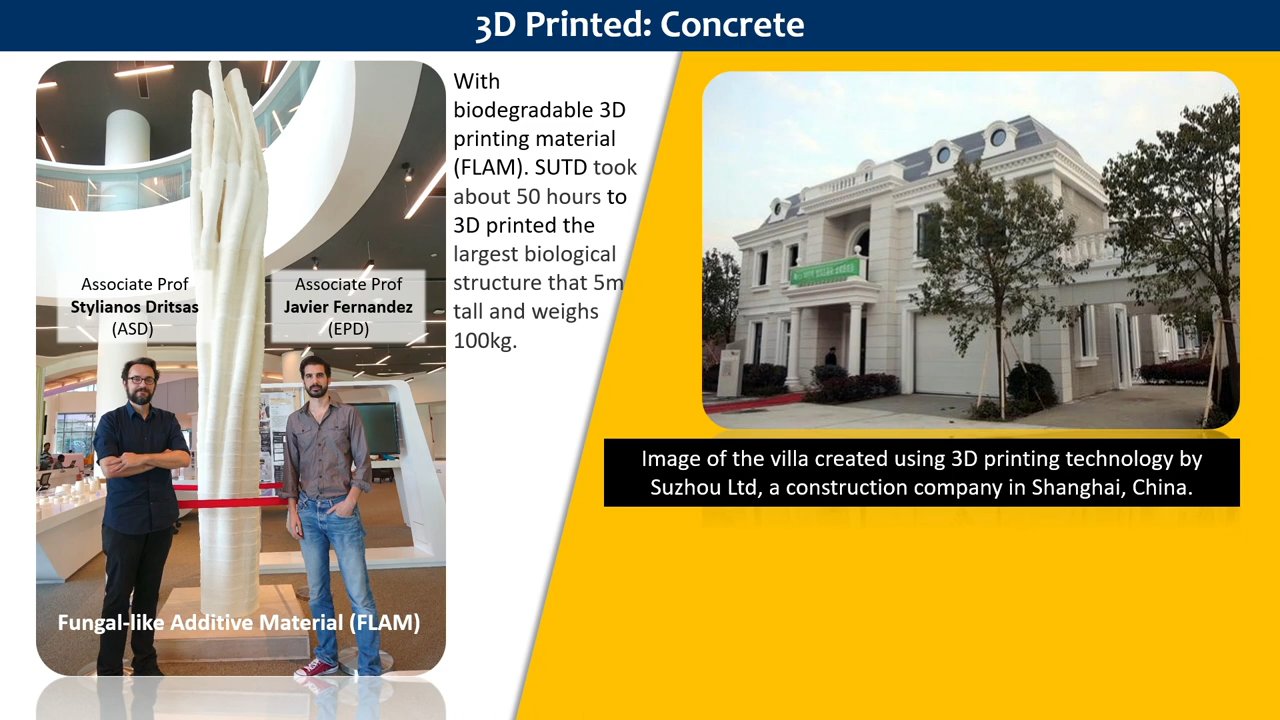 3D Printed: Concrete
Associate Prof
Stylianos Dritsas
(ASD)
Associate Prof
Javier Fernandez
(EPD)
Fungal-like Additive Material (FLAM)
With
biodegradable 3D
printing material
(FLAM). SUTD took
about 50 hours to
3D printed the
largest biological
structure that 5m
tall and weighs
100kg.
Image of the villa created using 3D printing technology by
Suzhou Ltd, a construction company in Shanghai, China.